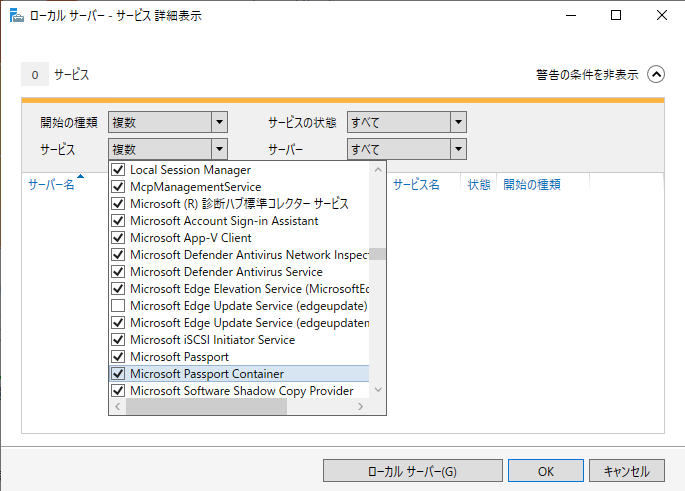 ローカル サーバー - サービス 詳細表示
0 サービス 警告の条件を非表示
開始の種類 複数 サービスの状態 すべて
サービス 複数 サーバー すべて
サーバー名 サービス名 状態 開始の種類
Local Session Manager
McpManagementService
Microsoft (R) 診断ハブ標準コレクター サービス
Microsoft Account Sign-in Assistant
Microsoft App-V Client
Microsoft Defender Antivirus Network Inspec
Microsoft Defender Antivirus Service
Microsoft Edge Elevation Service (MicrosoftEd
Microsoft Edge Update Service (edgeupdate)
Microsoft Edge Update Service (edgeupdatem
Microsoft iSCSI Initiator Service
Microsoft Passport
Microsoft Passport Container
Microsoft Software Shadow Copy Provider
ローカル サーバー(G) OK キャンセル